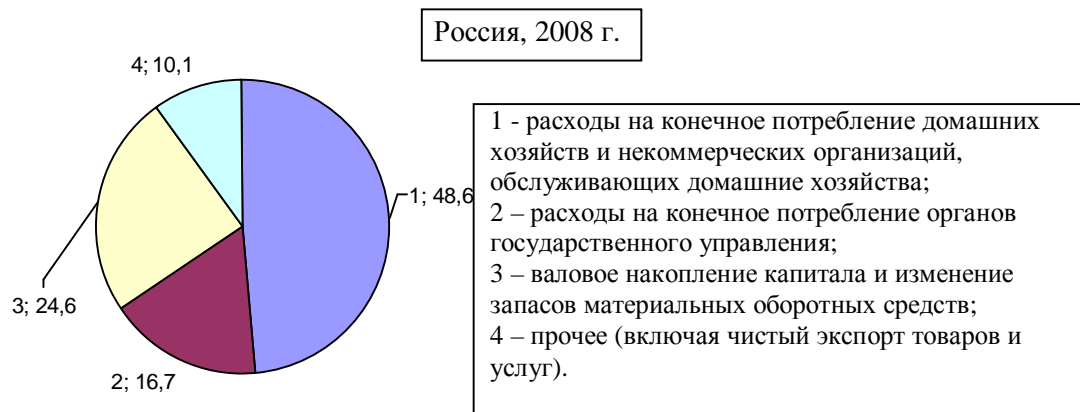 Россия, 2008 г.
4; 10,1
1; 48,6
3; 24,6
2; 16,7
1 - расходы на конечное потребление домашних
хозяйств и некоммерческих организаций,
обслуживающих домашние хозяйства;
2 – расходы на конечное потребление органов
государственного управления;
3 – валовое накопление капитала и изменение
запасов материальных оборотных средств;
4 – прочее (включая чистый экспорт товаров и
услуг).